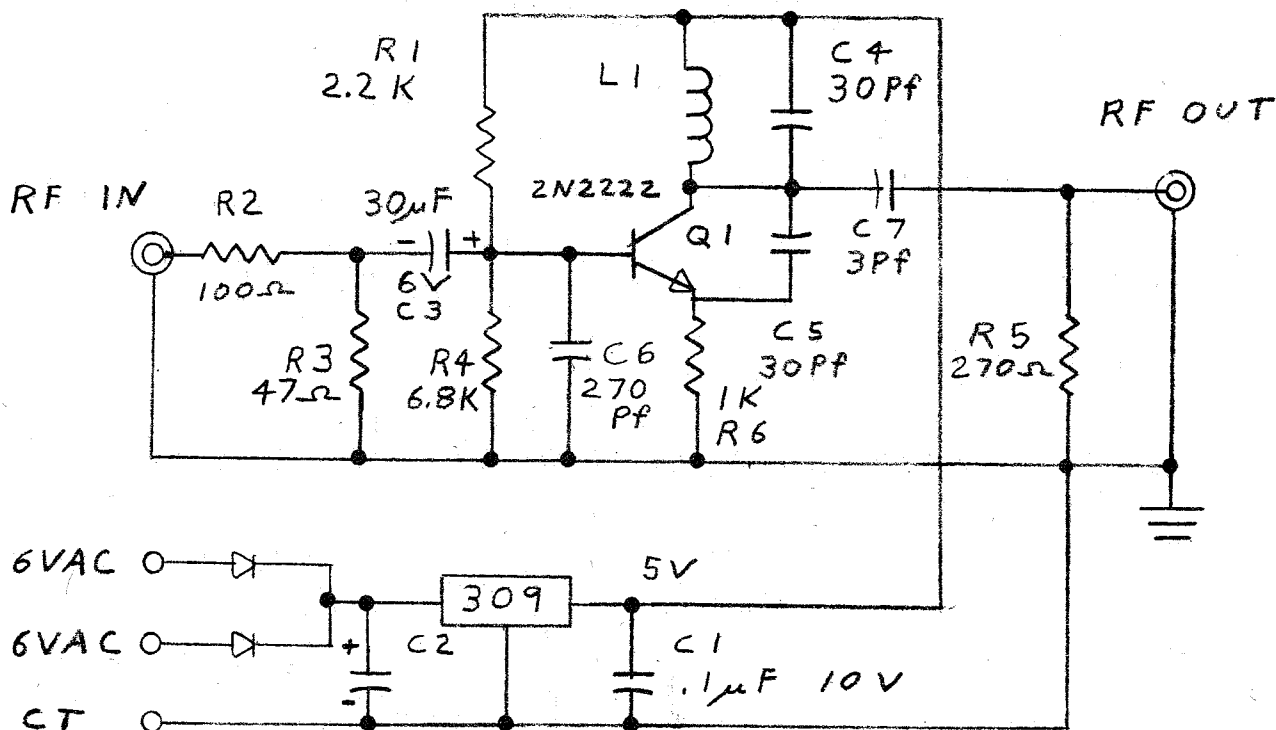 R1
2.2 K
L1
C4
30 Pf
RF OUT
RF IN
R2
100Ω
30µF
- +
6V
C3
2N2222
Q1
C7
3Pf
R3
47Ω
R4
6.8K
C6
270
Pf
C5
30Pf
1K
R6
R5
270Ω
6VAC
6VAC
CT
+
-
C2
309
5V
C1
.1µF 10V